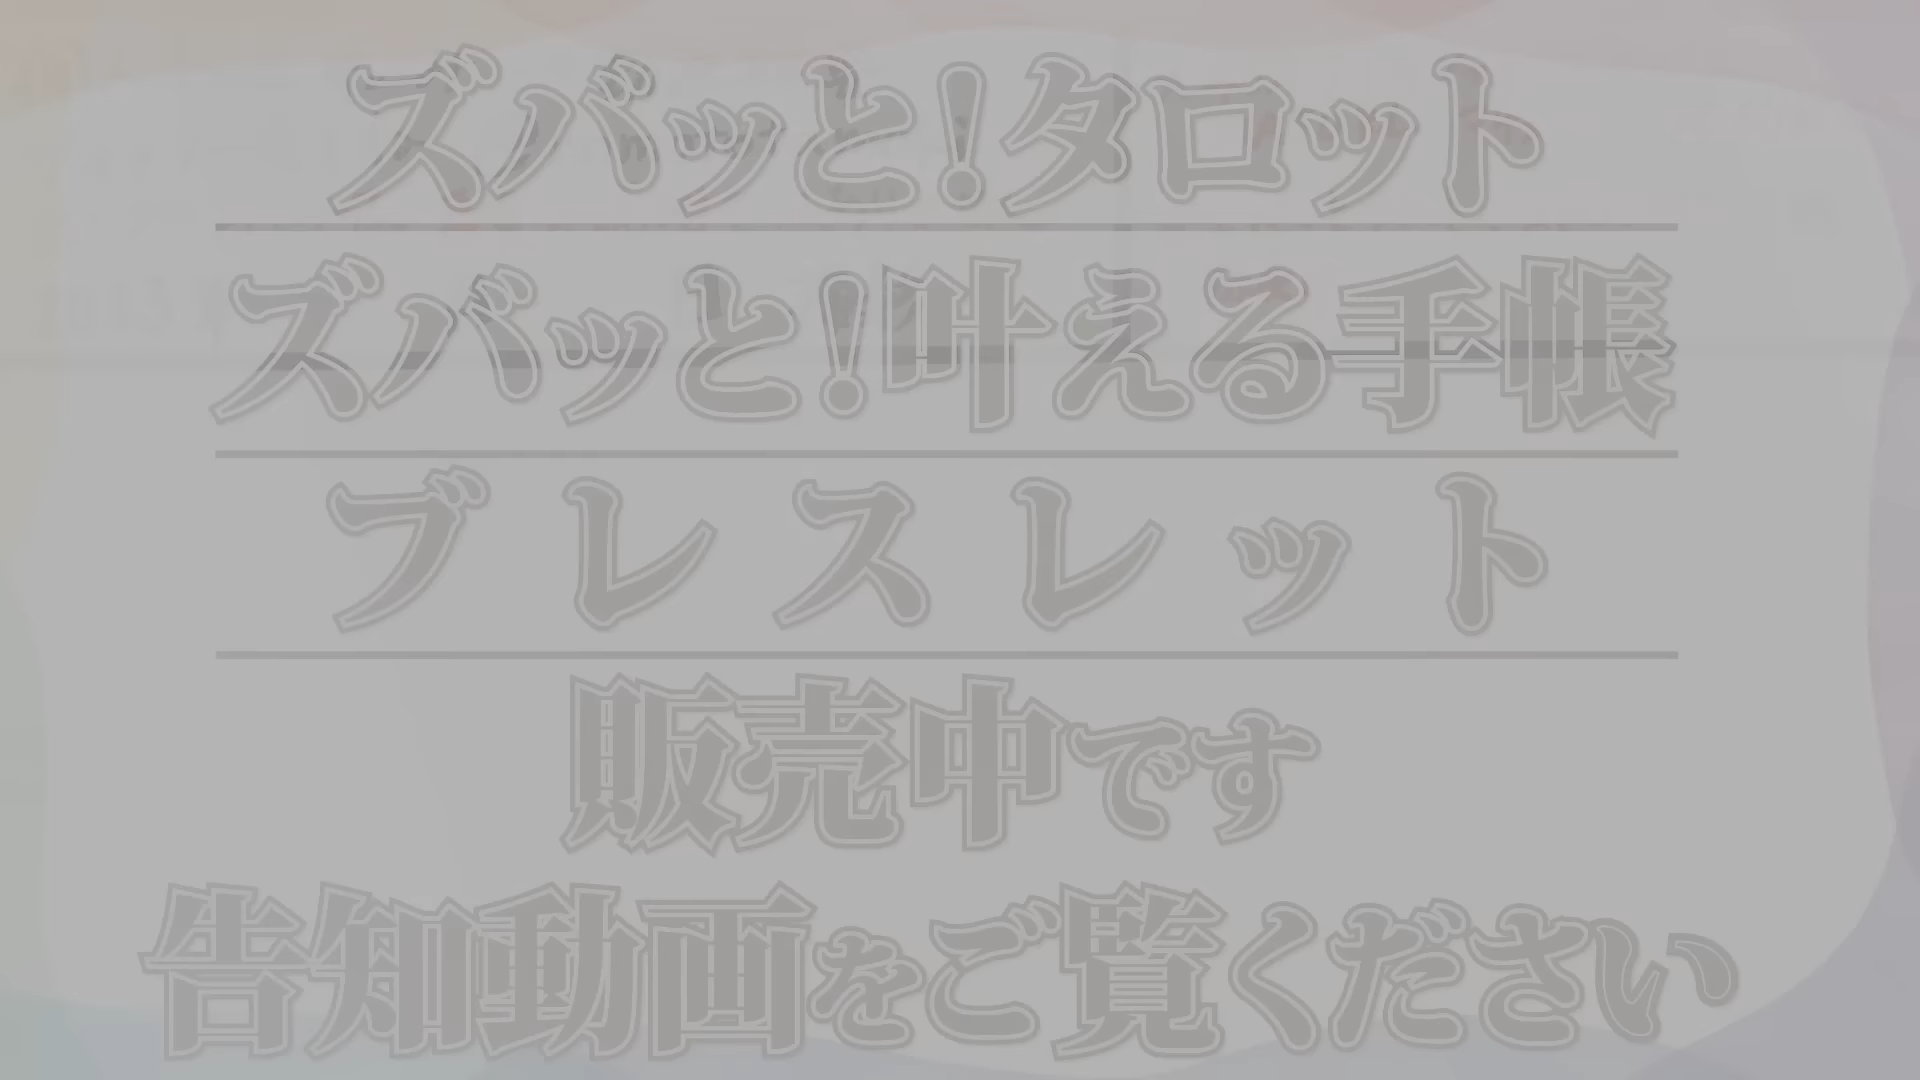 ズバッと!タロット
ズバッと!叶える手帳
ブレスレット
販売中です
告知動画をご覧ください